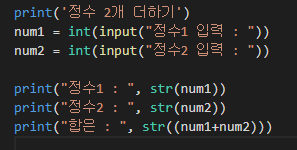 print('정수 2개 더하기')
num1 = int(input("정수1 입력 : "))
num2 = int(input("정수2 입력 : "))
print("정수1 : ", str(num1))
print("정수2 : ", str(num2))
print("합은 : ", str((num1+num2)))